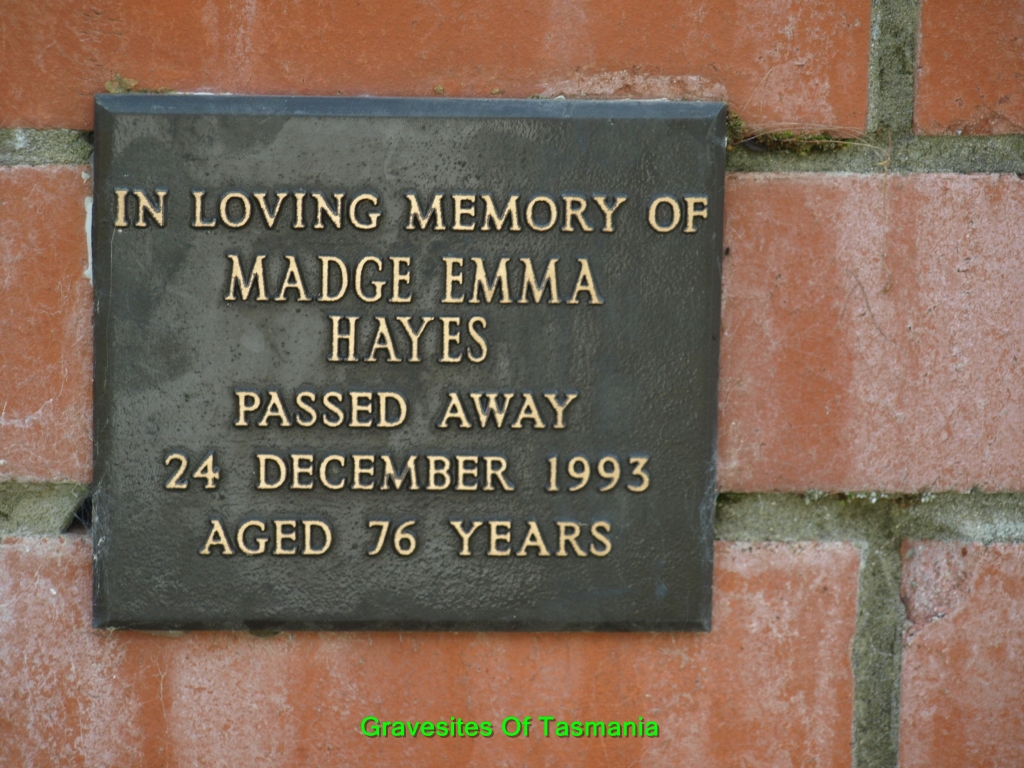 IN LOVING MEMORY OF
MADGE EMMA
HAYES
PASSED AWAY
24 DECEMBER 1993
AGED 76 YEARS
Gravesites Of Tasmania